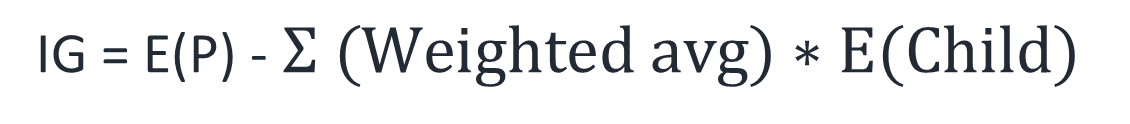 IG = E(P) - Σ (Weighted avg) * E(Child)